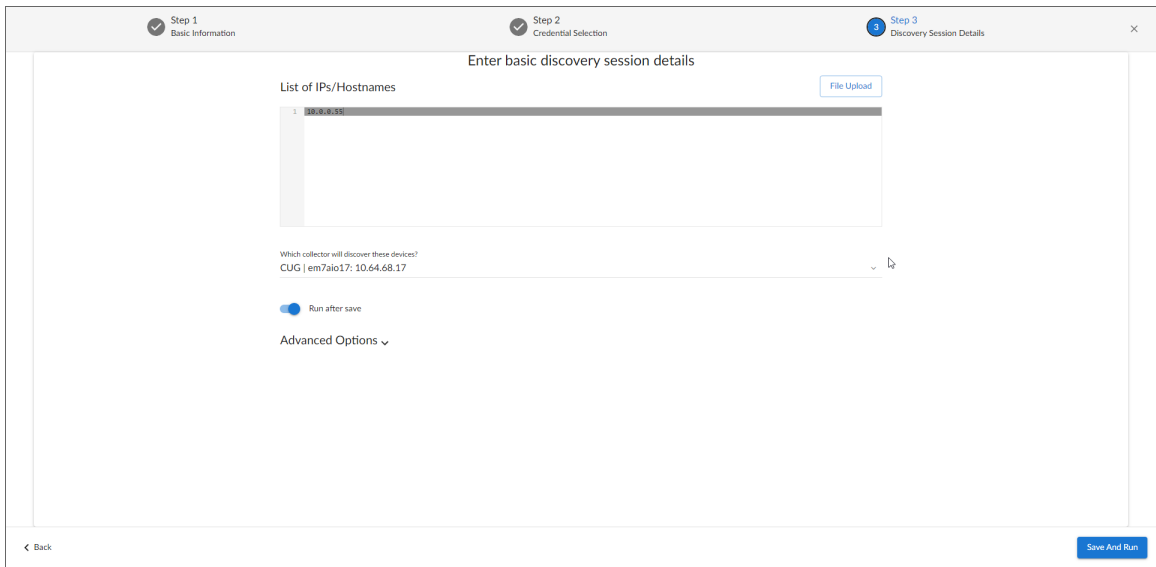 Step 1
Basic Information
Step 2
Credential Selection
3
Step 3
Discovery Session Details
Enter basic discovery session details
List of IPs/Hostnames
File Upload
1 10.0.0.55
Which collector will discover these devices?
CUG | em7aio17: 10.64.68.17
Run after save
Advanced Options
Back
Save And Run